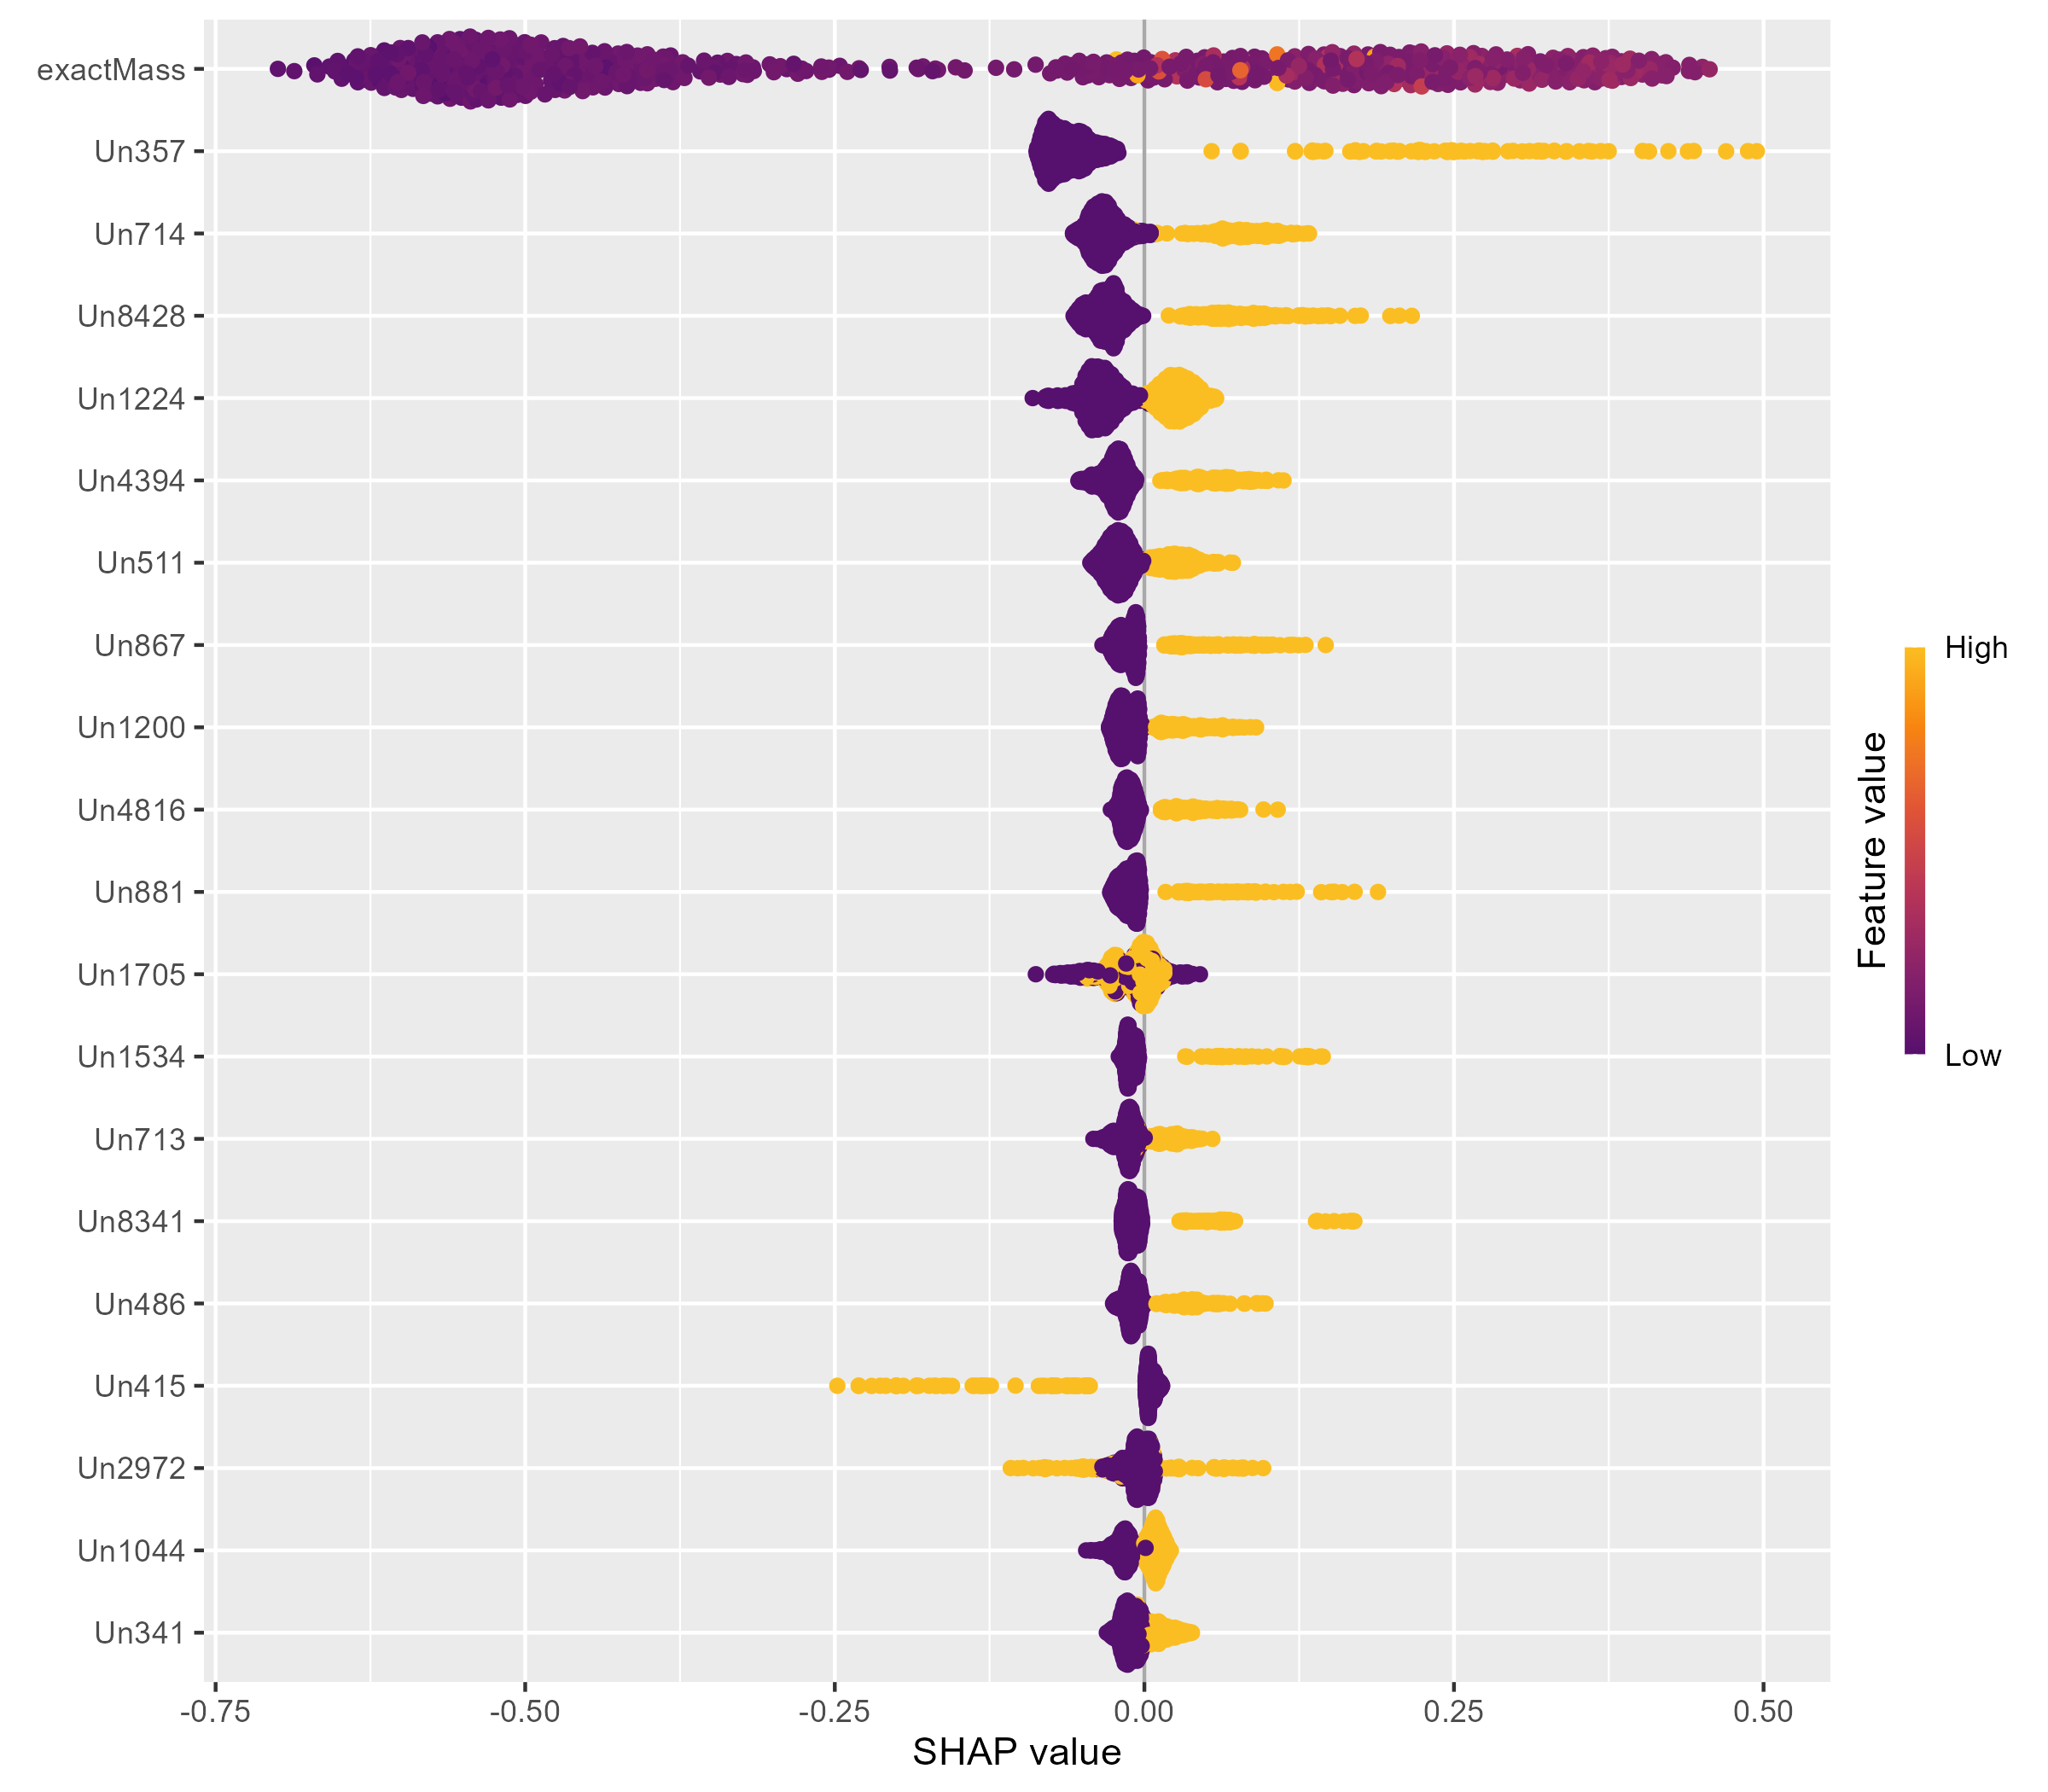 exactMass
Un357
Un714
Un8428
Un1224
Un4394
Un511
Un867
Un1200
Un4816
Un881
Un1705
Un1534
Un713
Un8341
Un486
Un415
Un2972
Un1044
Un341
-0.75 -0.50 -0.25 0.00 0.25 0.50
SHAP value
Feature value
High
Low